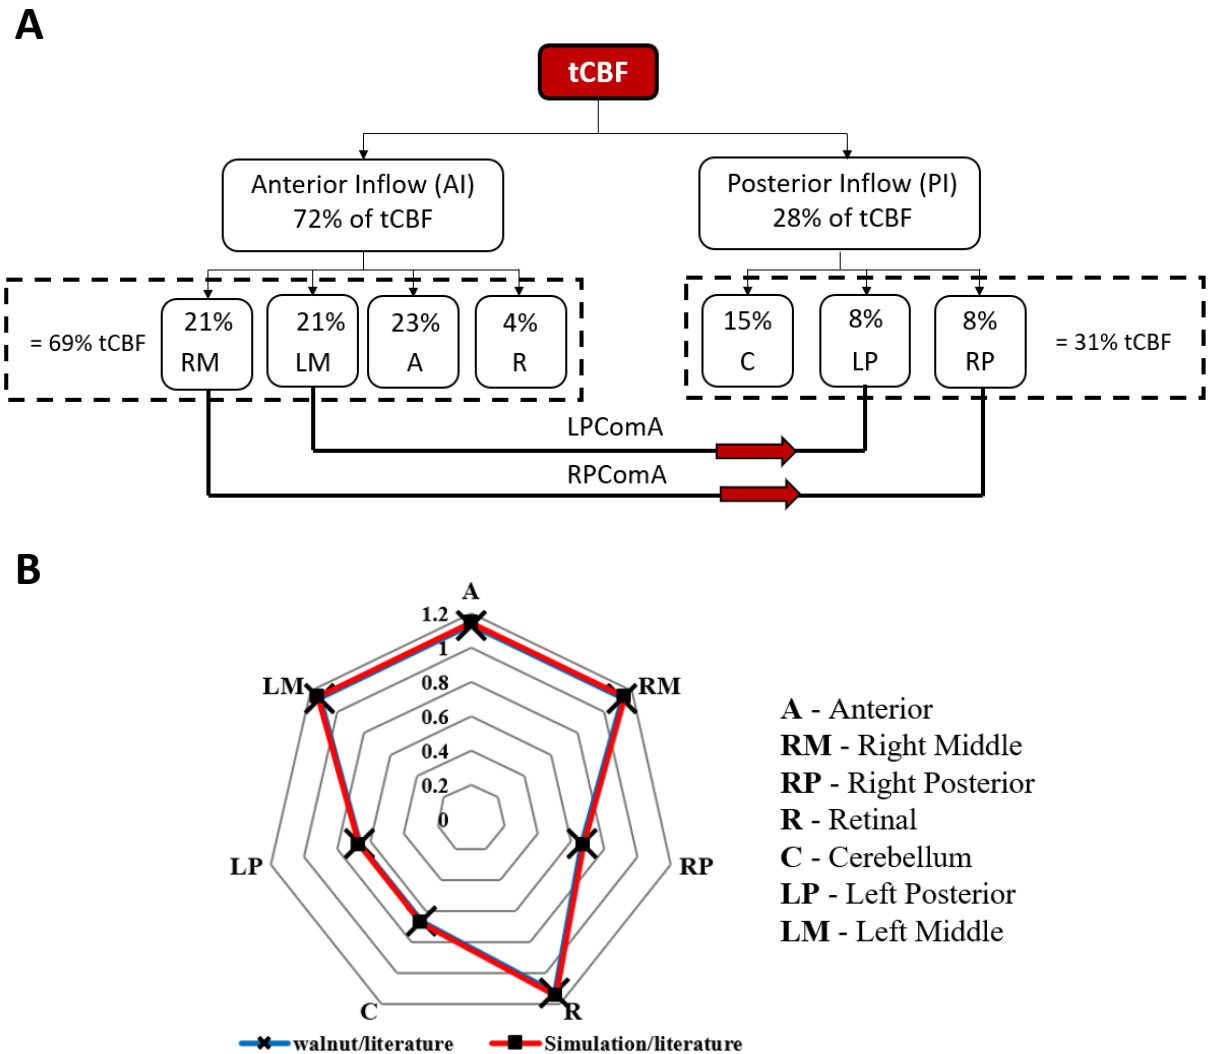 A
tCBF
Anterior Inflow (AI)
72% of tCBF
Posterior Inflow (PI)
28% of tCBF
= 69% tCBF
21%
RM
21%
LM
23%
A
4%
R
15%
C
8%
LP
8%
RP
= 31% tCBF
LPComA
RPComA
B
A
1.2
1
0.8
0.6
0.4
0.2
0
LM
RM
LP
RP
C
R
A - Anterior
RM - Right Middle
RP - Right Posterior
R - Retinal
C - Cerebellum
LP - Left Posterior
LM - Left Middle
walnut/literature
Simulation/literature